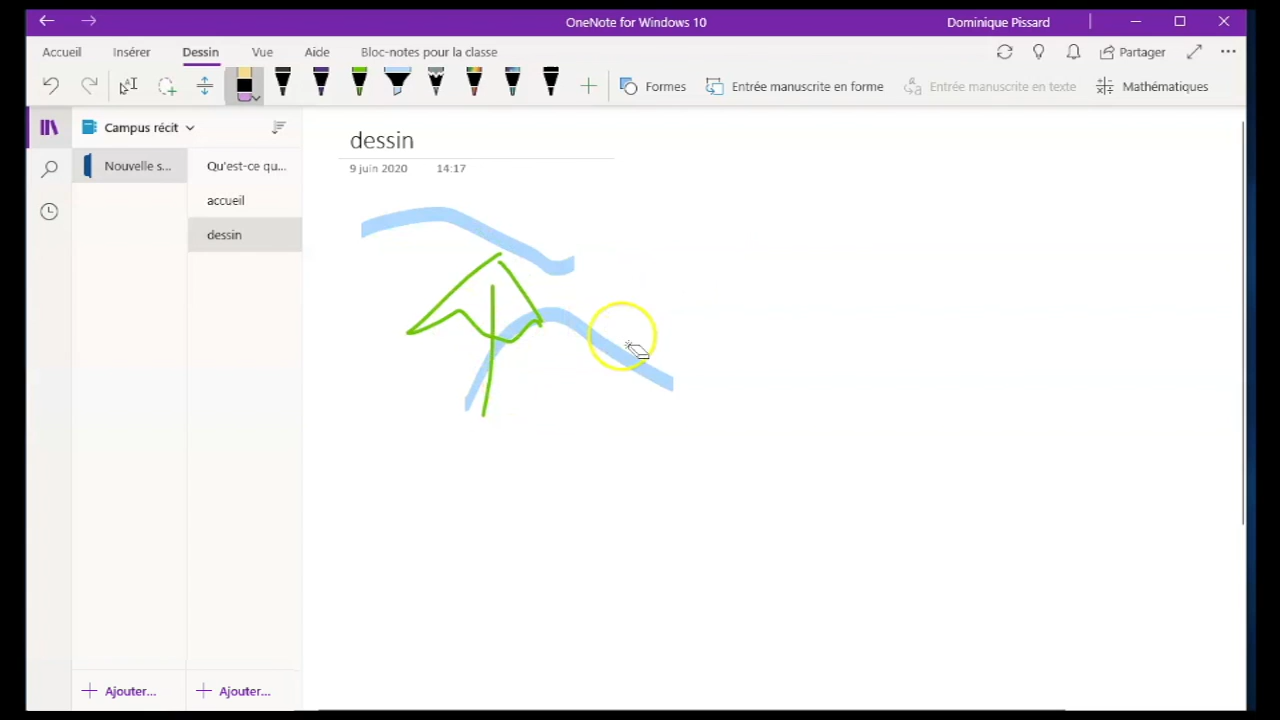 OneNote for Windows 10
Dominique Pissard
Accueil Insérer Dessin Vue Aide Bloc-notes pour la classe
Partager
Formes Entrée manuscrite en forme Entrée manuscrite en texte Mathématiques
Campus récit
Nouvelle s...
Qu'est-ce qu...
accueil
dessin
dessin
9 juin 2020 14:17
Ajouter... Ajouter...